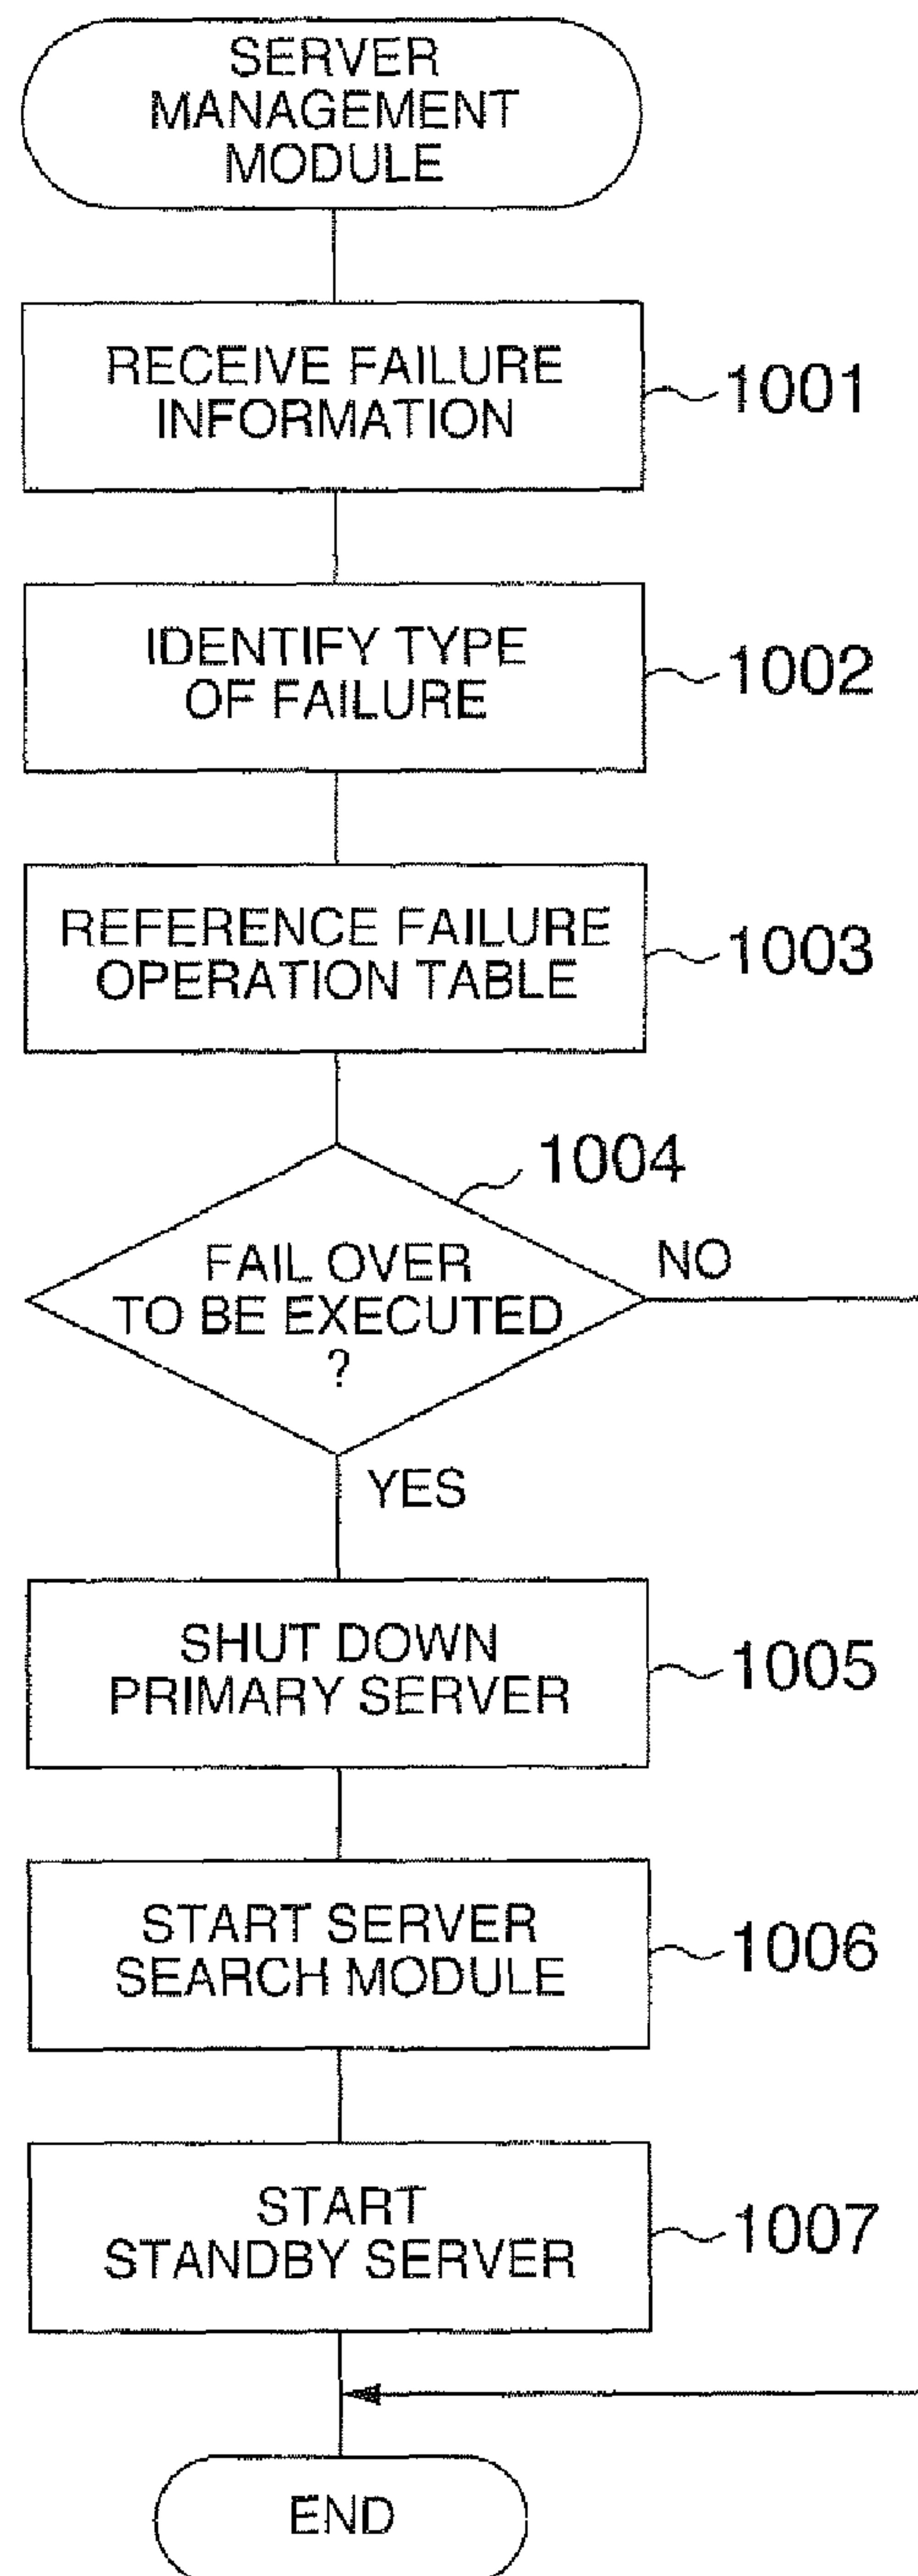 SERVER
MANAGEMENT
MODULE
RECEIVE FAILURE
INFORMATION
1001
IDENTIFY TYPE
OF FAILURE
1002
REFERENCE FAILURE
OPERATION TABLE
1003
1004
FAIL OVER
TO BE EXECUTED
?
NO
YES
SHUT DOWN
PRIMARY SERVER
1005
START SERVER
SEARCH MODULE
1006
START
STANDBY SERVER
1007
END